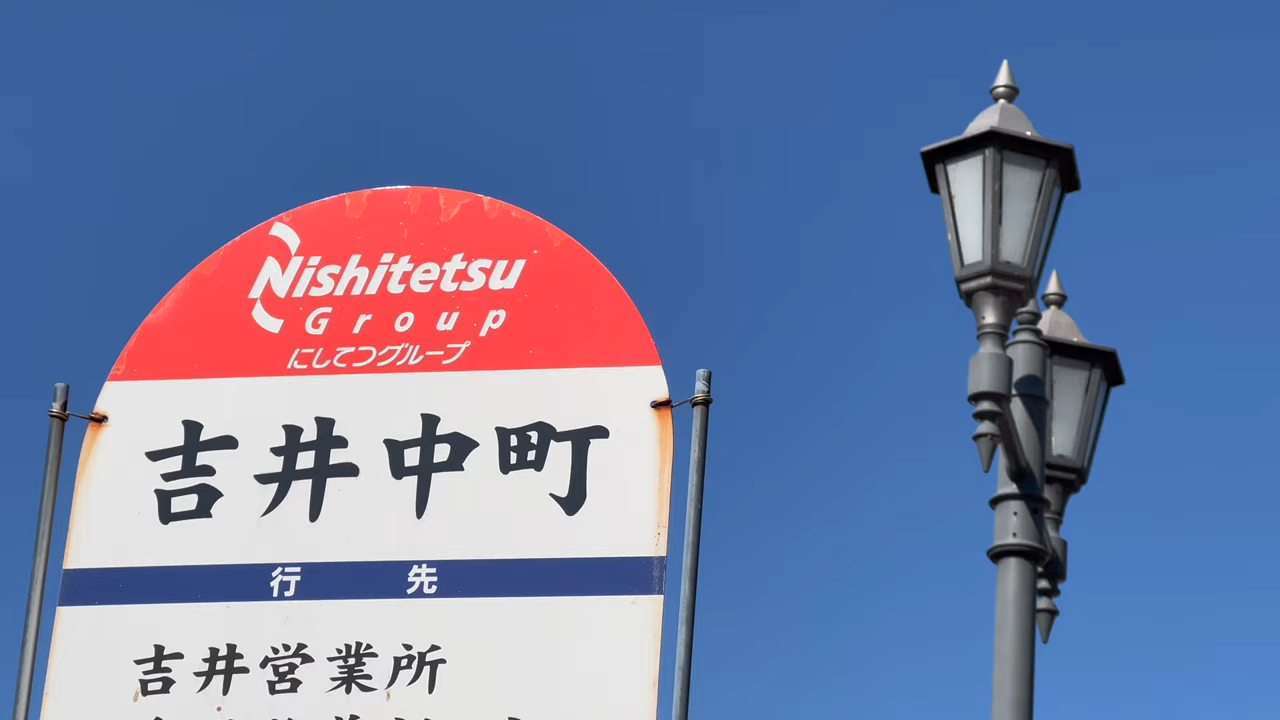 Nishitetsu
Group
にしてつグループ
吉井中町
行先
吉井営業所